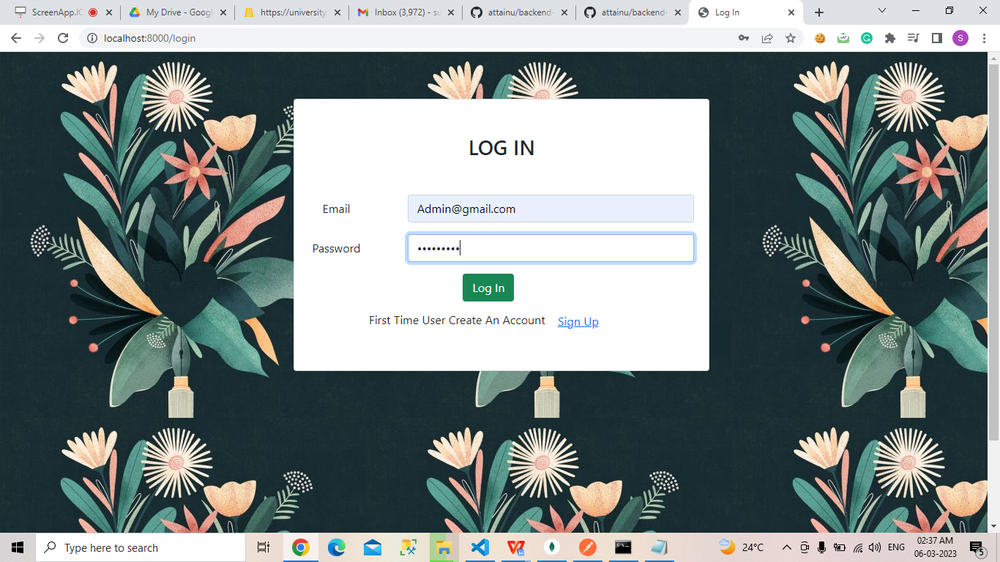 ScreenApp.IO
My Drive - Googl
https://university.
Inbox (3,972) - su
attainu/backend-
attainu/backend-
Log In
localhost:8000/login
S
LOG IN
Email
Admin@gmail.com
Password
•••••••••
Log In
First Time User Create An Account
Sign Up
Type here to search
24°C
ENG
02:37 AM
06-03-2023
5